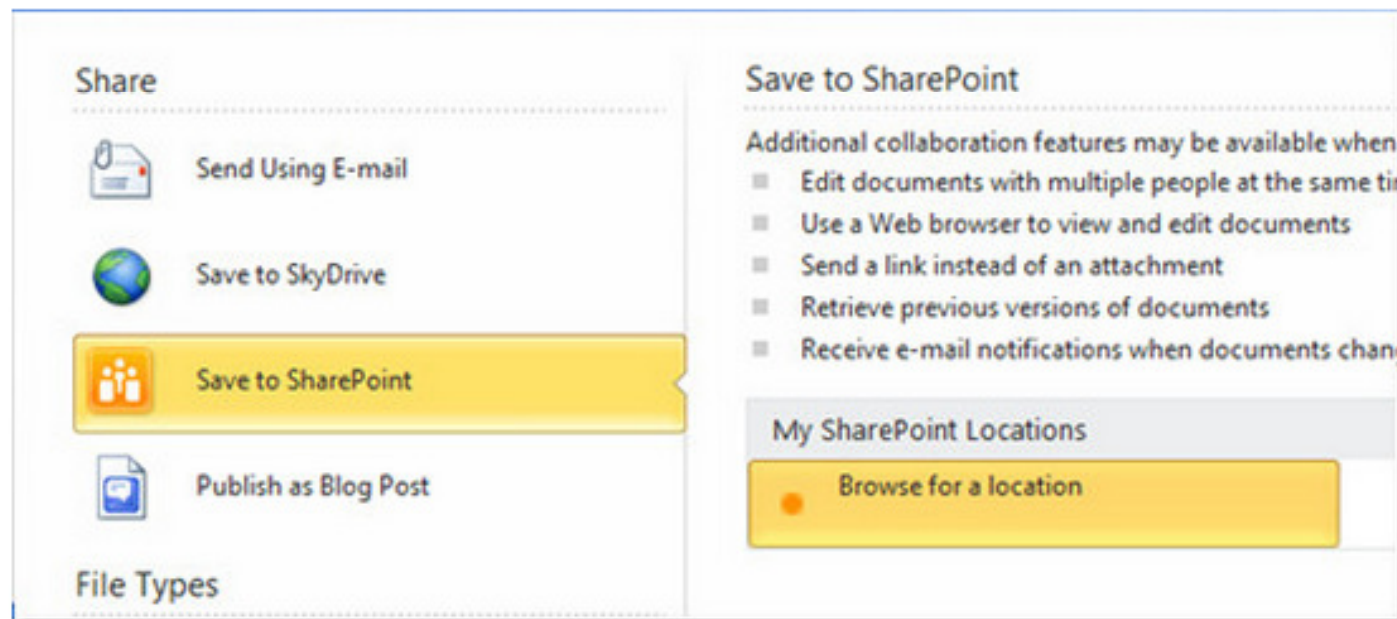 Share
Send Using E-mail
Save to SkyDrive
Save to SharePoint
Publish as Blog Post
File Types
Save to SharePoint
Additional collaboration features may be available when
Edit documents with multiple people at the same
Use a Web browser to view and edit documents
Send a link instead of an attachment
Retrieve previous versions of documents
Receive e-mail notifications when documents
My SharePoint Locations
Browse for a location